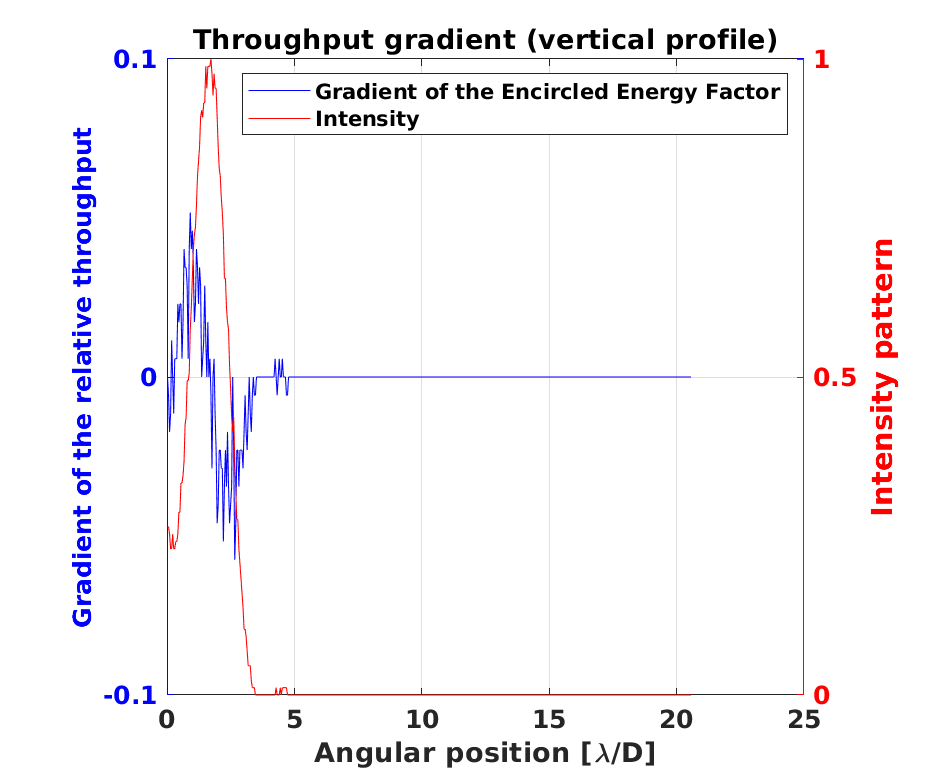 Throughput gradient (vertical profile)
Gradient of the Encircled Energy Factor
Intensity
Gradient of the relative throughput
0.1
0
-0.1
Intensity pattern
1
0.5
0
0 5 10 15 20 25
Angular position [λ/D]